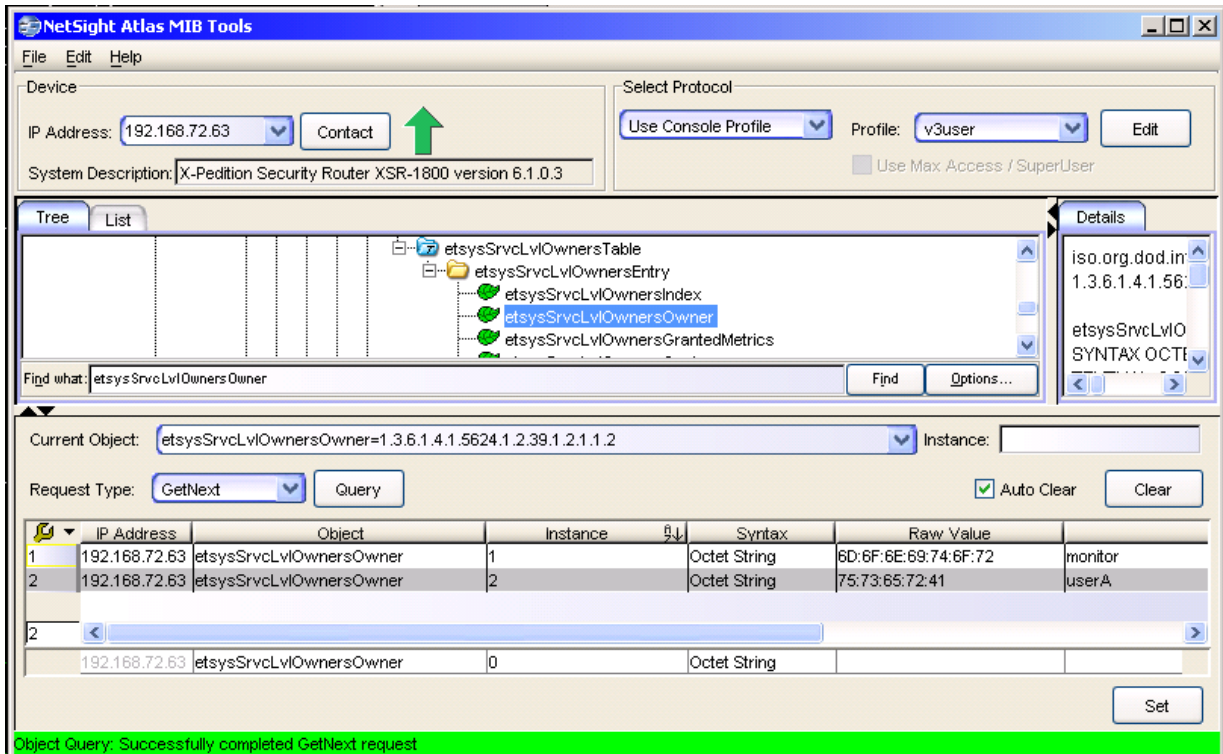 NetSight Atlas MIB Tools
File Edit Help
Device
Select Protocol
IP Address: 192.168.72.63 Contact
Use Console Profile Profile: v3user Edit
Use Max Access / SuperUser
System Description: X-Pedition Security Router XSR-1800 version 6.1.0.3
Tree List
Details
etsysSrvcLvlOwnersTable
etsysSrvcLvlOwnersEntry
etsysSrvcLvlOwnersIndex
etsysSrvcLvlOwnersOwner
etsysSrvcLvlOwnersGrantedMetrics
iso.org.dod.in
1.3.6.1.4.1.56
etsysSrvcLvlO
SYNTAX OCTE
Find what: etsysSrvcLvlOwnersOwner Find Options...
Current Object: etsysSrvcLvlOwnersOwner=1.3.6.1.4.1.5624.1.2.39.1.2.1.1.2 Instance:
Request Type: GetNext Query Auto Clear Clear
IP Address Object Instance Syntax Raw Value
1 192.168.72.63 etsysSrvcLvlOwnersOwner 1 Octet String 6D:6F:6E:69:74:6F:72 monitor
2 192.168.72.63 etsysSrvcLvlOwnersOwner 2 Octet String 75:73:65:72:41 userA
2
192.168.72.63 etsysSrvcLvlOwnersOwner 0 Octet String
Set
Object Query: Successfully completed GetNext request